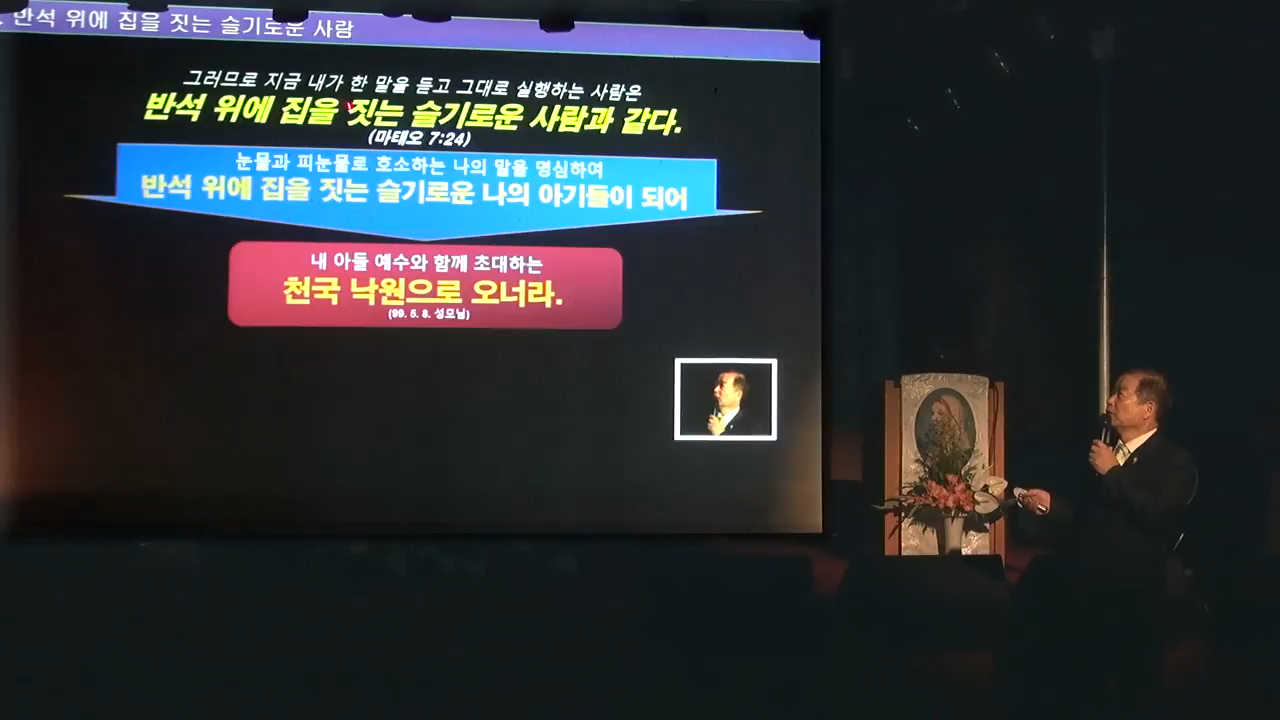 반석 위에 집을 짓는 슬기로운 사람
그러므로 지금 내가 한 말을 듣고 그대로 실행하는 사람은
반석 위에 집을 짓는 슬기로운 사람과 같다.
(마태오 7:24)
눈물과 피눈물로 호소하는 나의 말을 명심하여
반석 위에 집을 짓는 슬기로운 나의 아기들이 되어
내 아들 예수와 함께 초대하는
천국 낙원으로 오너라.
(99. 5. 8. 성모님)